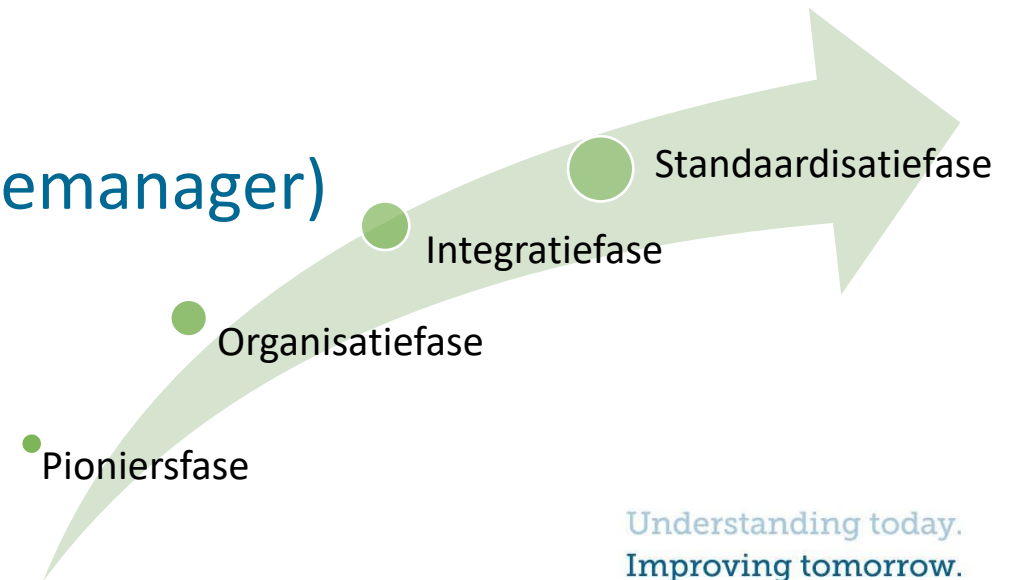 emanager)
Standaardisatiefase
Integratiefase
Organisatiefase
Pioniersfase
Understanding today.
Improving tomorrow.